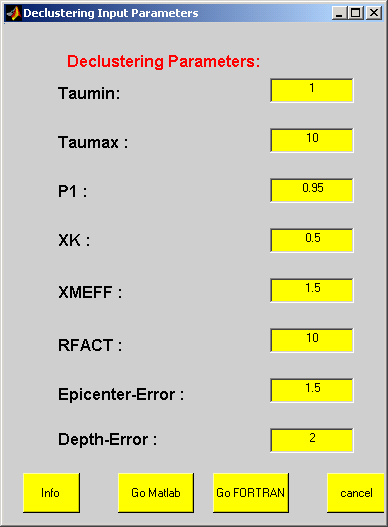 Declustering Input Parameters
Declustering Parameters:
Taumin: 1
Taumax : 10
P1 : 0.95
XK : 0.5
XMEFF : 1.5
RFACT : 10
Epicenter-Error : 1.5
Depth-Error : 2
Info Go Matlab Go FORTRAN cancel